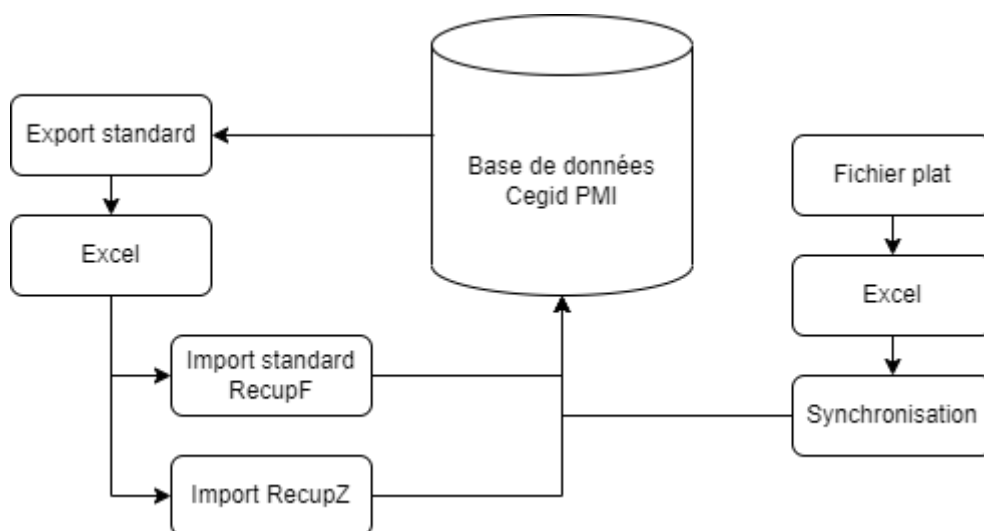 Export standard
Base de données
Cegid PMI
Fichier plat
Excel
Excel
Import standard
RecupF
Synchronisation
Import RecupZ